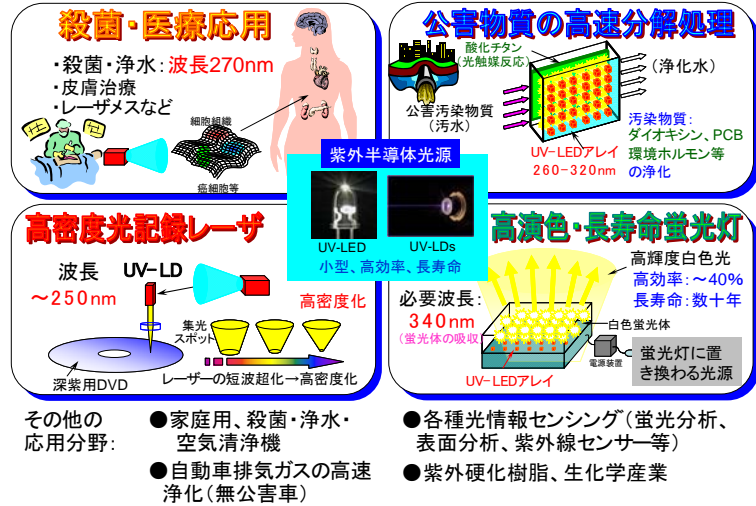 殺菌・医療応用
・殺菌・浄水：波長270nm
・皮膚治療
・レーザメスなど
細胞組織
癌細胞等
公害物質の高速分解処理
酸化チタン
(光触媒反応)
(浄化水)
公害汚染物質
(汚水)
UV-LEDアレイ
260-320nm
汚染物質：
ダイオキシン、PCB
環境ホルモン等
の浄化
紫外半導体光源
UV-LED
UV-LDs
小型、高効率、長寿命
高密度光記録レーザ
波長
～250nm
UV-LD
高密度化
集光
スポット
深紫用DVD
レーザーの短波超化→高密度化
高演色・長寿命蛍光灯
高輝度白色光
高効率：～40%
長寿命：数十年
必要波長：
340nm
(蛍光体の吸収)
白色蛍光体
電源装置
UV-LEDアレイ
蛍光灯に置
き換わる光源
その他の
応用分野：
●家庭用、殺菌・浄水・
空気清浄機
●自動車排気ガスの高速
浄化(無公害車)
●各種光情報センシング(蛍光分析、
表面分析、紫外線センサー等)
●紫外硬化樹脂、生化学産業